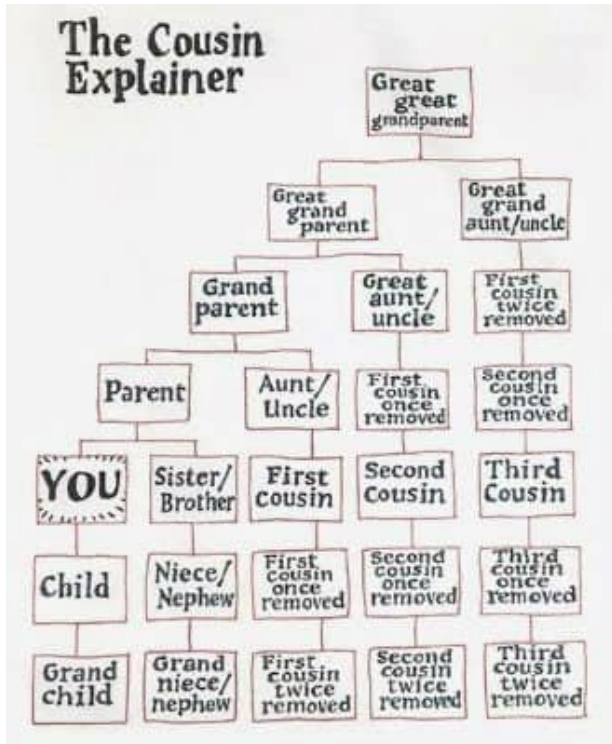 The Cousin
Explainer
Great
great
grandparent
Great
grand
parent
Great
grand
aunt/uncle
Grand
parent
Great
aunt/
uncle
First
cousin
twice
removed
Parent
Aunt/
Uncle
First
cousin
once
removed
Second
cousin
once
removed
YOU
Sister/
Brother
First
Cousin
Second
Cousin
Third
Cousin
Child
Niece/
Nephew
First
cousin
once
removed
Second
cousin
once
removed
Third
cousin
once
removed
Grand
child
Grand
niece/
nephew
First
cousin
twice
removed
Second
cousin
twice
removed
Third
cousin
twice
removed